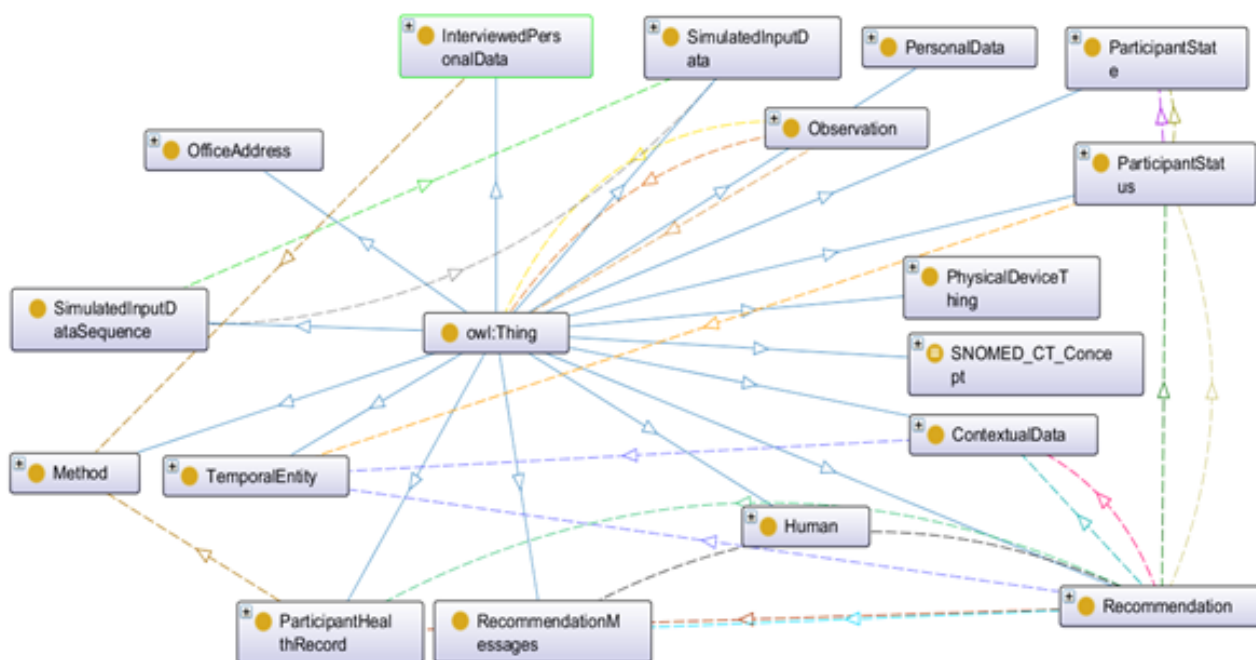 InterviewedPers
onalData
SimulatedInputD
ata
PersonalData
ParticipantStat
e
OfficeAddress
Observation
ParticipantStat
us
PhysicalDeviceT
hing
SimulatedInputD
ataSequence
owl:Thing
SNOMED_CT_Conce
pt
ContextualData
Method
TemporalEntity
Human
ParticipantHeal
thRecord
RecommendationM
essages
Recommendation